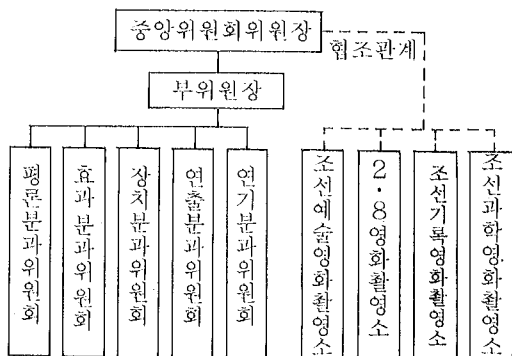 중앙위원회위원장
협조관계
부위원장
평론분과위원회
효과분과위원회
장치분과위원회
연출분과위원회
연기분과위원회
조선예술영화촬영소
2·8영화촬영소
조선기록영화촬영소
조선과학영화촬영소